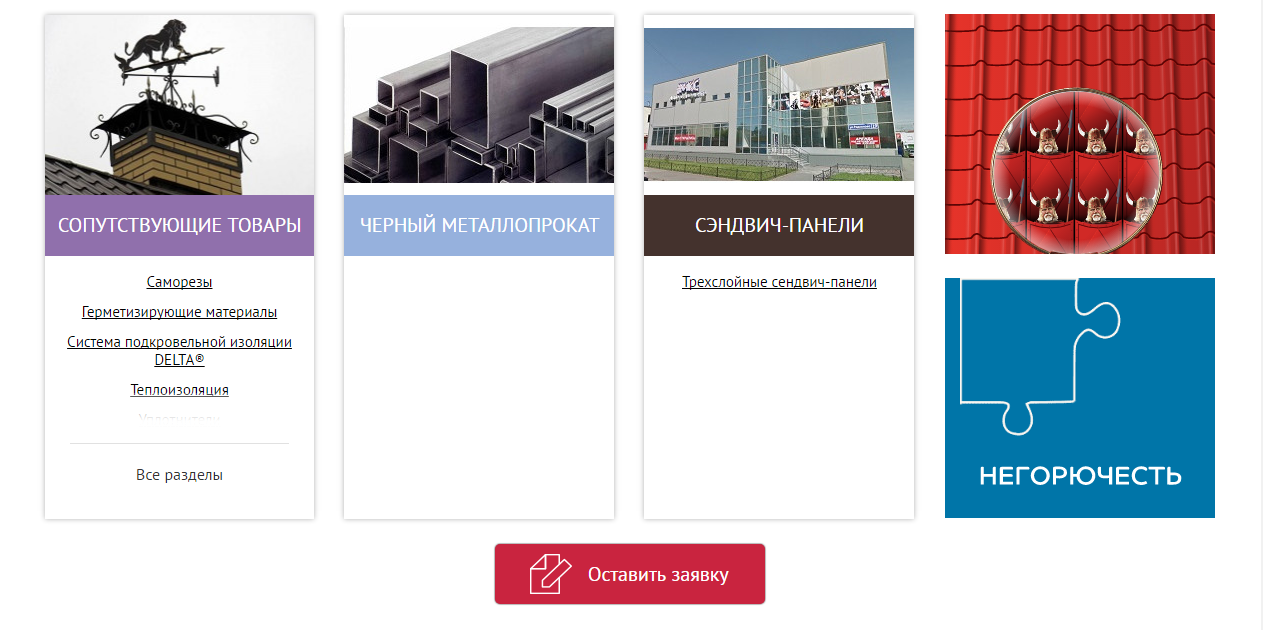 СОПУТСТВУЮЩИЕ ТОВАРЫ
Саморезы
Герметизирующие материалы
Система подкровельной изоляции
DELTA®
Теплоизоляция
Все разделы
ЧЕРНЫЙ МЕТАЛЛОПРОКАТ
СЭНДВИЧ-ПАНЕЛИ
Трехслойные сендвич-панели
НЕГОРЮЧЕСТЬ
Оставить заявку